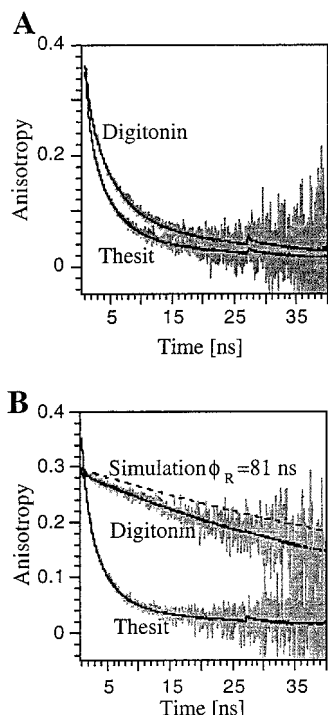 A
0.4
Digitonin
0.2
Anisotropy
Thesit
0
5 15 25 35
Time [ns]
B
0.4
Simulation ϕR=81 ns
0.3
Digitonin
0.2
Anisotropy
0.1
Thesit
0
5 15 25 35
Time [ns]